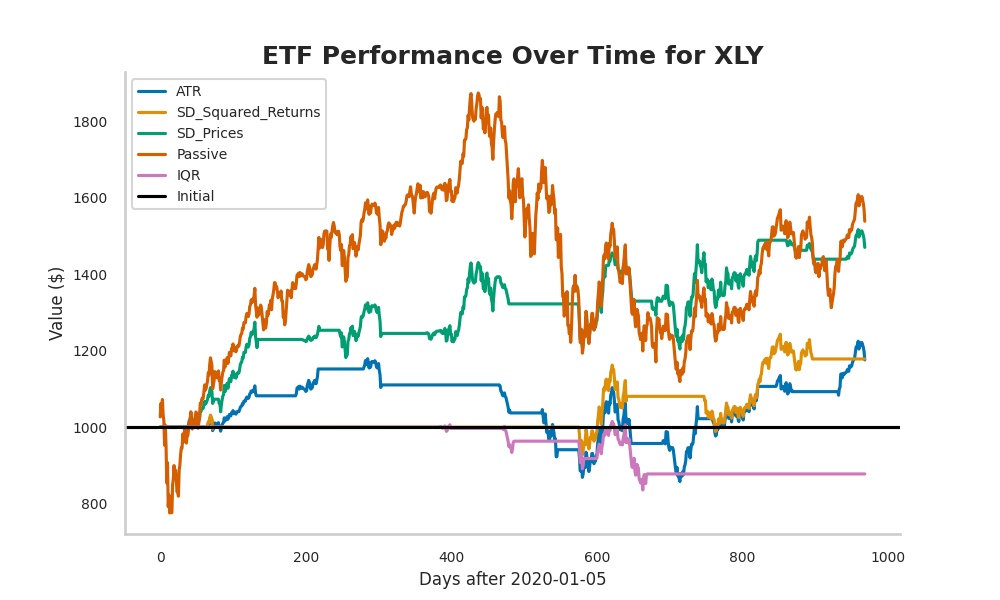 ETF Performance Over Time for XLY
ATR
SD_Squared_Returns
SD_Prices
Passive
IQR
Initial
Value ($)
1800
1600
1400
1200
1000
800
0 200 400 600 800 1000
Days after 2020-01-05